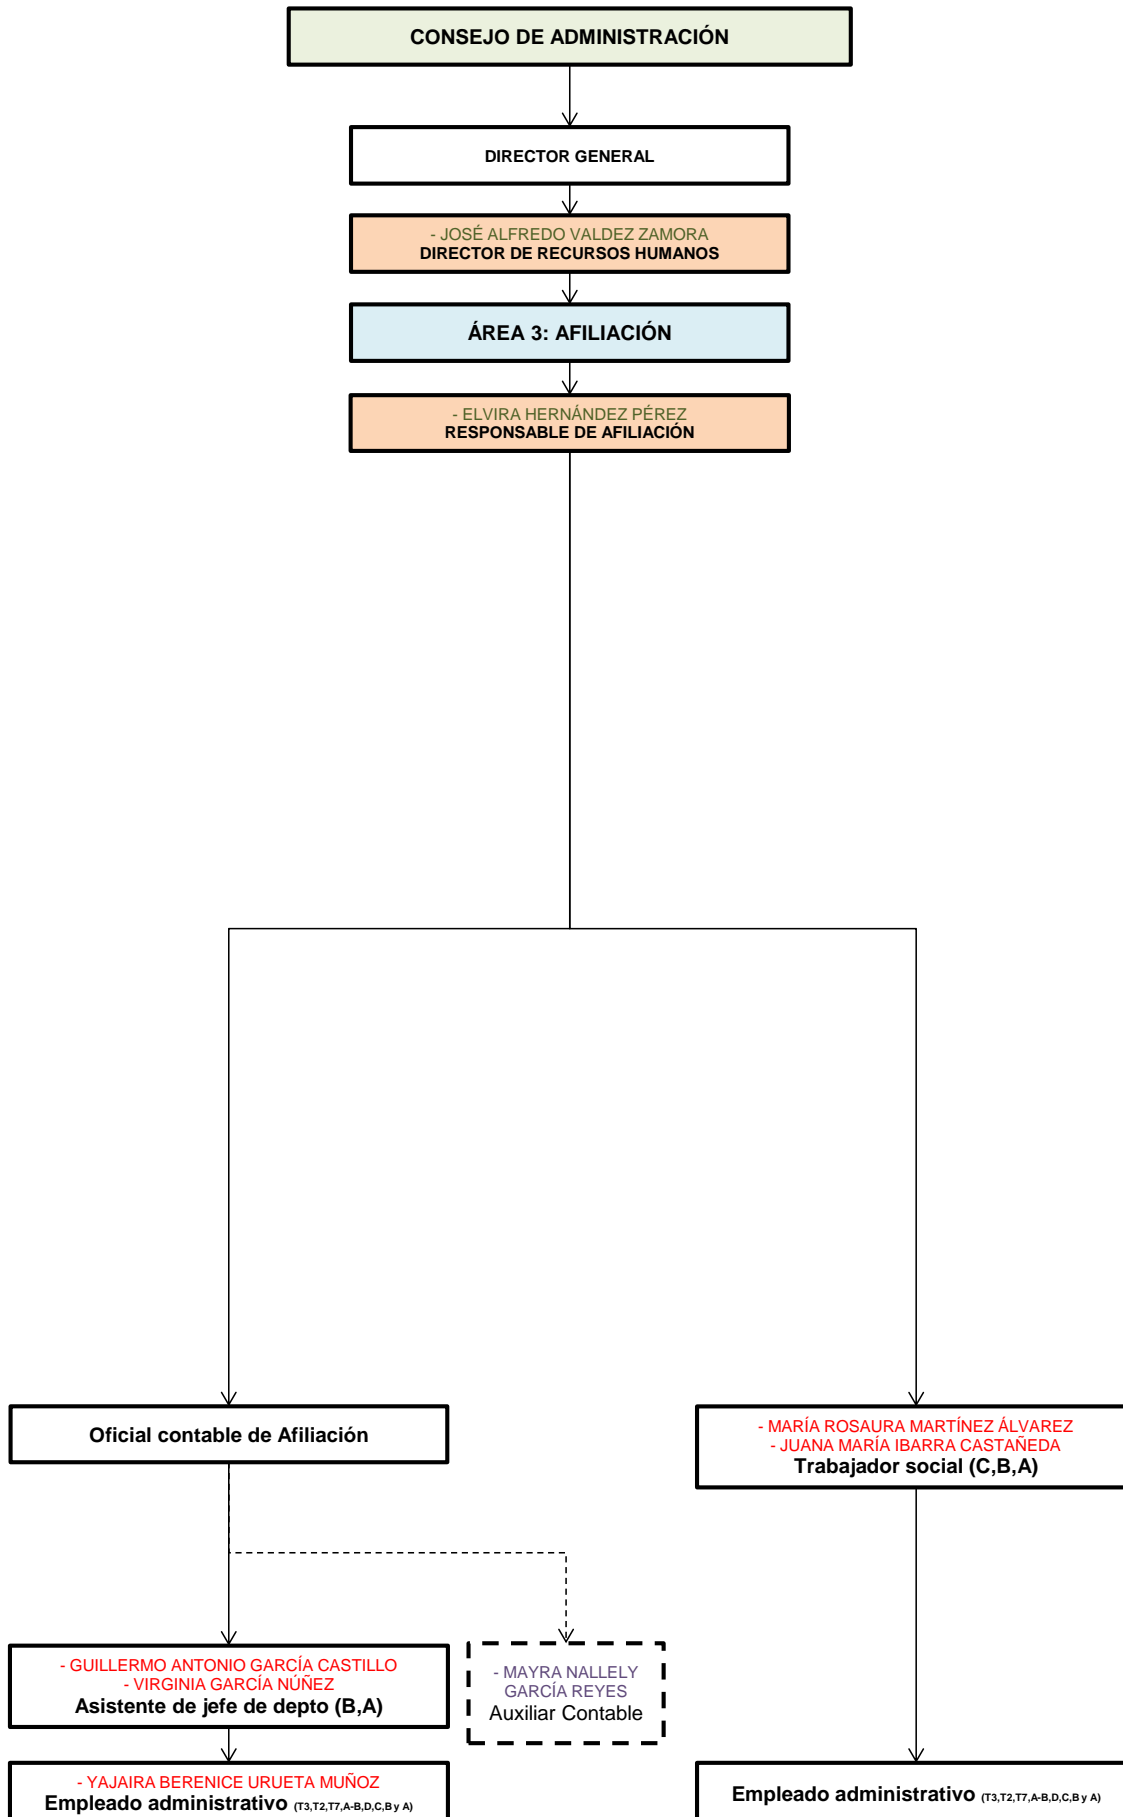 CONSEJO DE ADMINISTRACIÓN
DIRECTOR GENERAL
- JOSÉ ALFREDO VALDEZ ZAMORA
DIRECTOR DE RECURSOS HUMANOS
ÁREA 3: AFILIACIÓN
- ELVIRA HERNÁNDEZ PÉREZ
RESPONSABLE DE AFILIACIÓN
Oficial contable de Afiliación
- MARÍA ROSAURA MARTÍNEZ ÁLVAREZ
- JUANA MARÍA IBARRA CASTAÑEDA
Trabajador social (C,B,A)
- GUILLERMO ANTONIO GARCÍA CASTILLO
- VIRGINIA GARCÍA NÚÑEZ
Asistente de jefe de depto (B,A)
- MAYRA NALLELY
GARCÍA REYES
Auxiliar Contable
- YAJAIRA BERENICE URUETA MUÑOZ
Empleado administrativo (T3,T2,T7,A-B,D,C,B y A)
Empleado administrativo (T3,T2,T7,A-B,D,C,B y A)